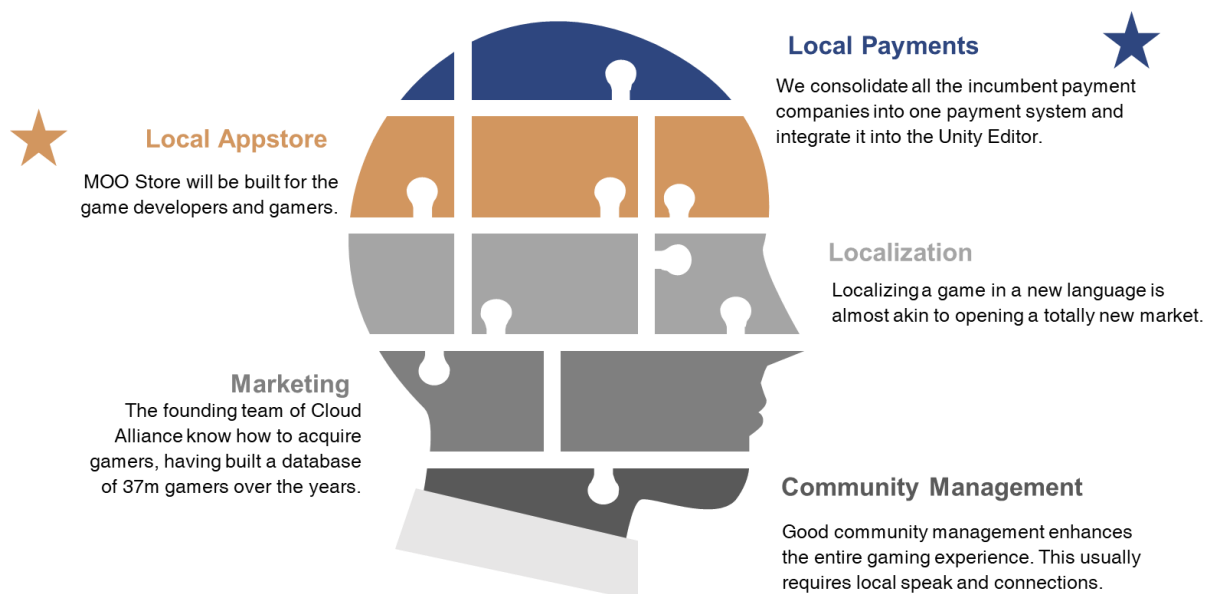 Local Payments
We consolidate all the incumbent payment
companies into one payment system and
integrate it into the Unity Editor.
Local Appstore
MOO Store will be built for the
game developers and gamers.
Localization
Localizing a game in a new language is
almost akin to opening a totally new market.
Marketing
The founding team of Cloud
Alliance know how to acquire
gamers, having built a database
of 37m gamers over the years.
Community Management
Good community management enhances
the entire gaming experience. This usually
requires local speak and connections.